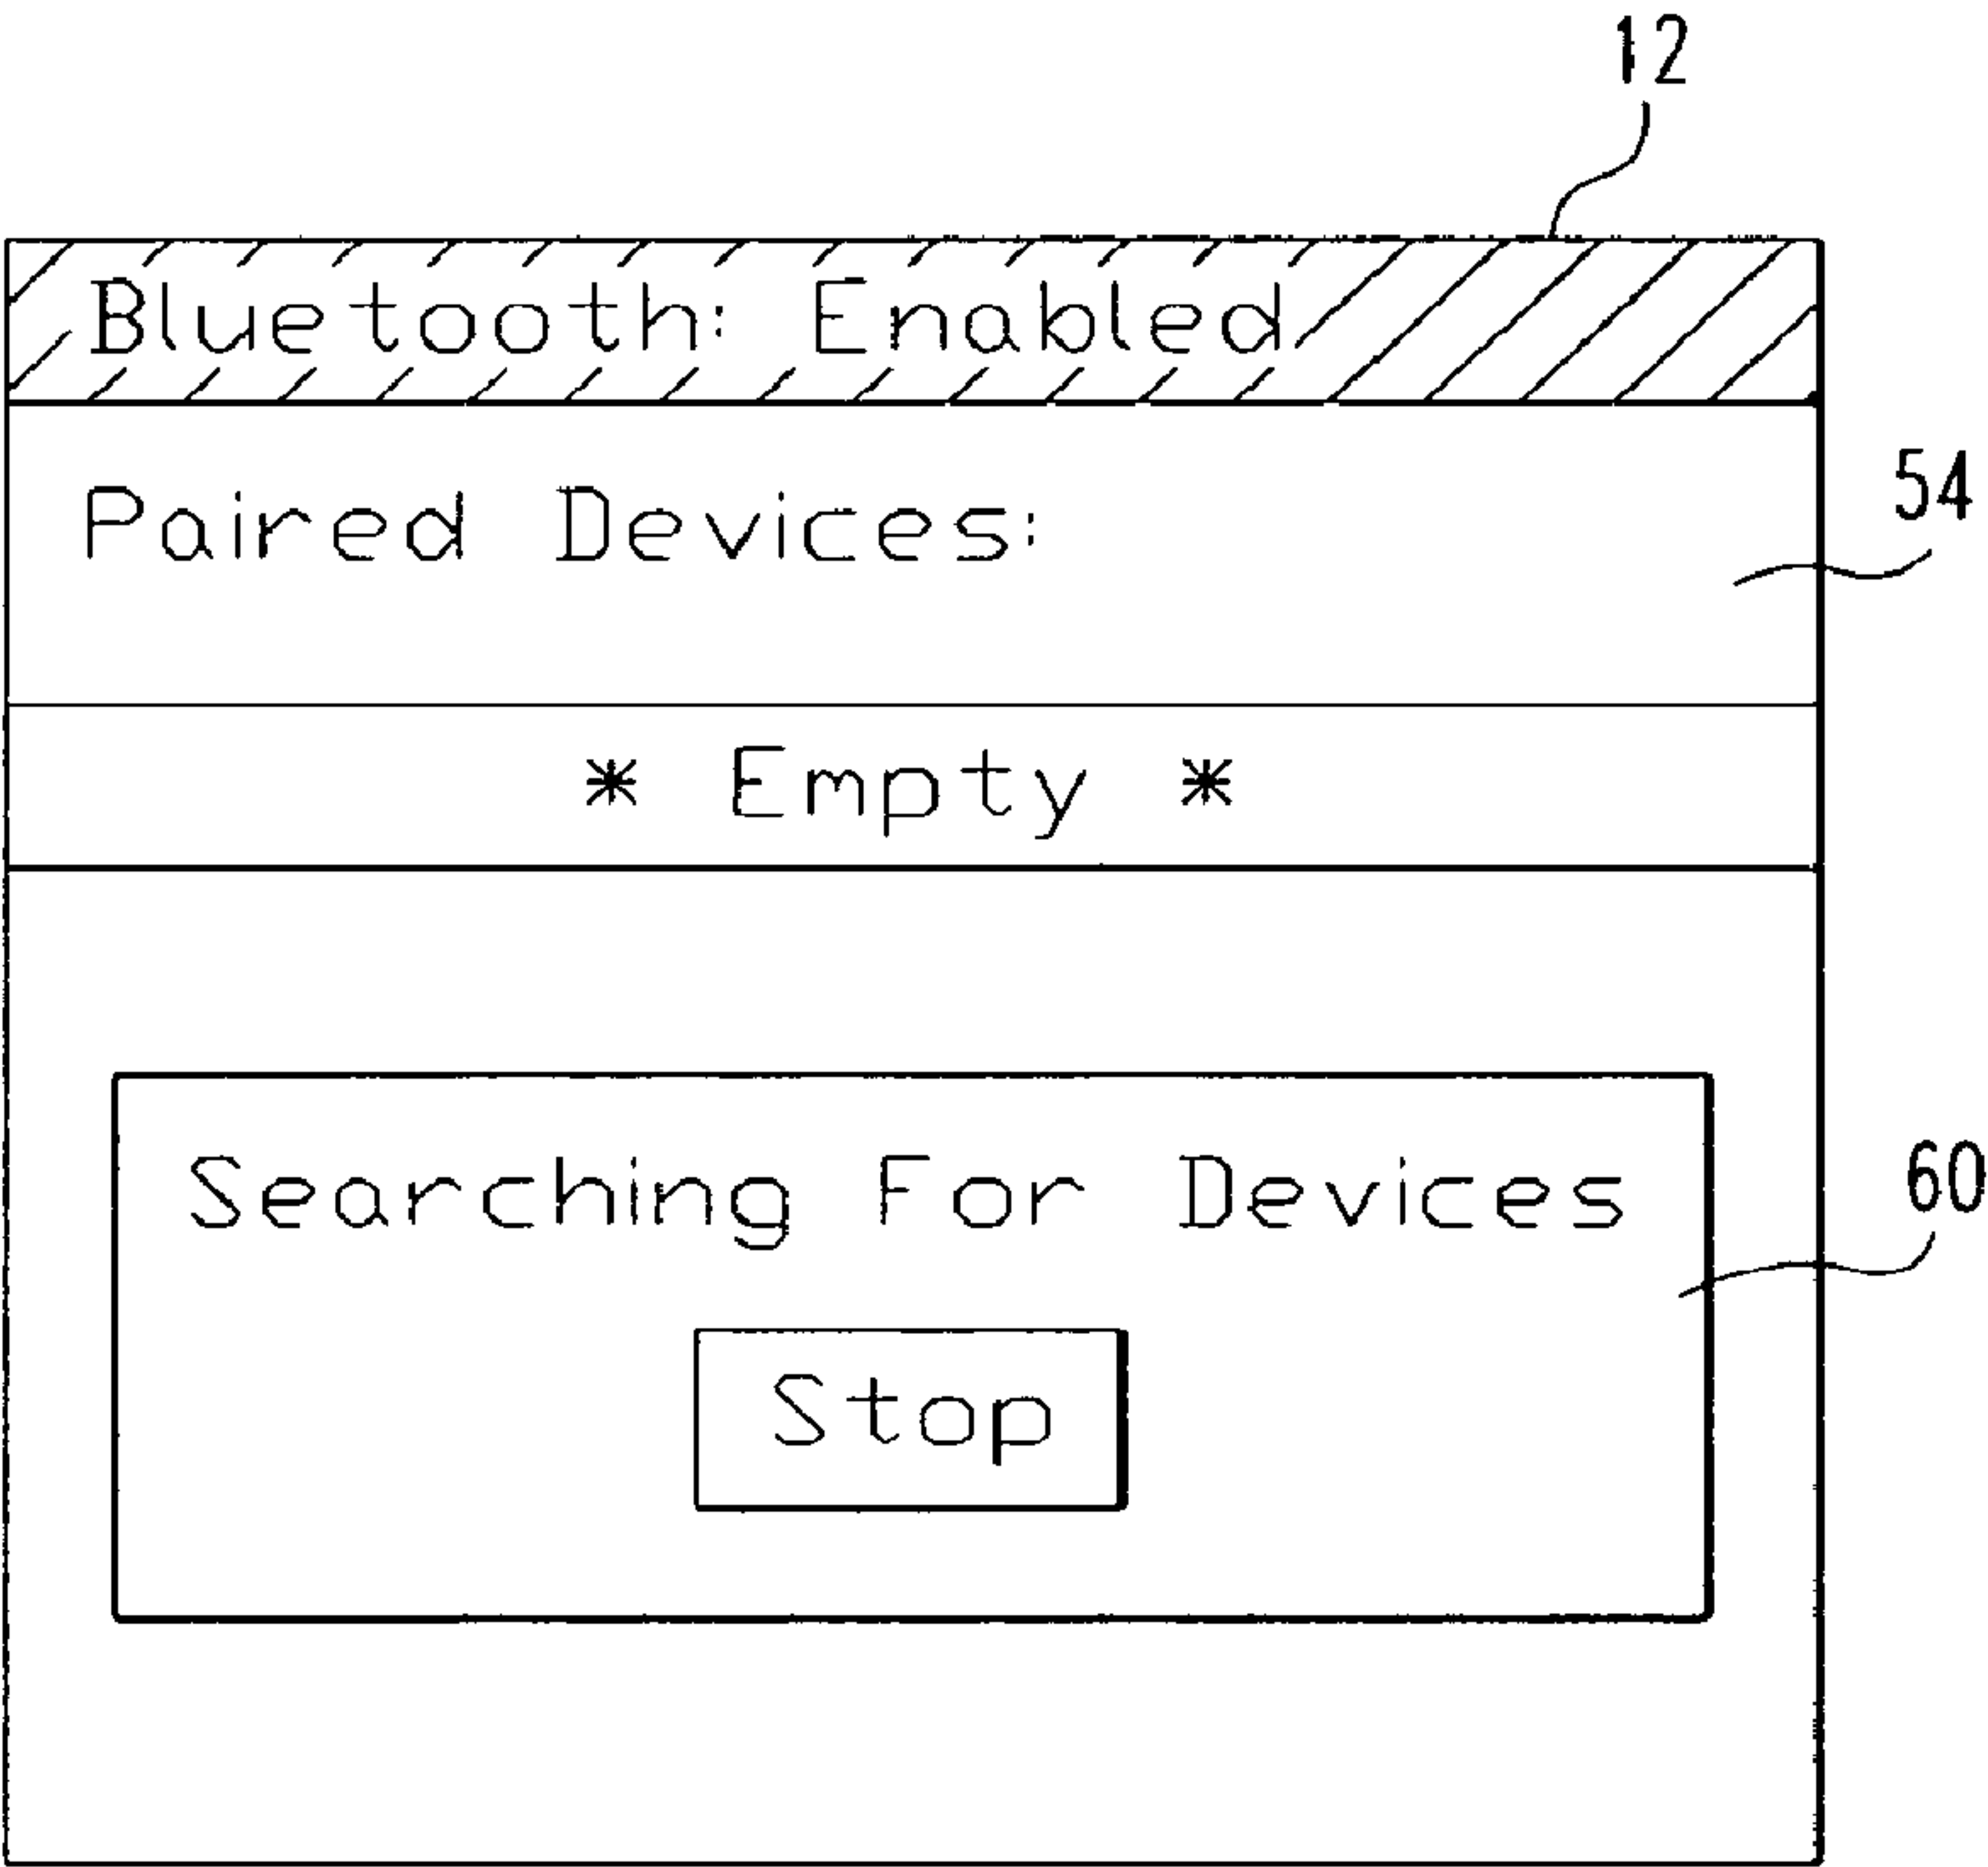 12
Bluetooth: Enabled
Paired Devices:
54
* Empty *
Searching For Devices
60
Stop